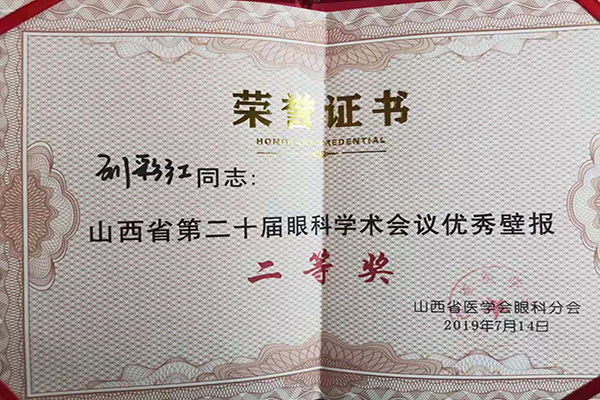 荣誉证书
HONOR CREDENTIAL
刘彩红同志:
山西省第二十届眼科学术会议优秀壁报
二等奖
山西省医学会眼科分会
2019年7月14日